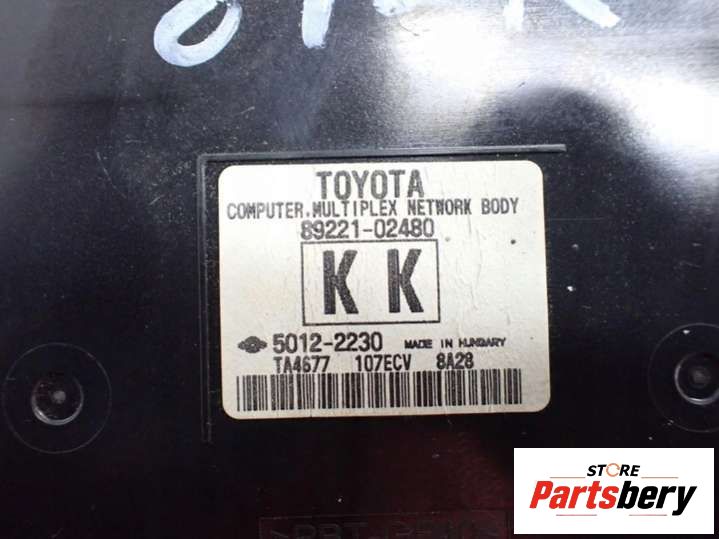 TOYOTA
COMPUTER.MULTIPLEX NETWORK BODY
89221-02480
K K
5012-2230 MADE IN HUNGARY
TA4677 107ECV 8A28
STORE
Partsbery